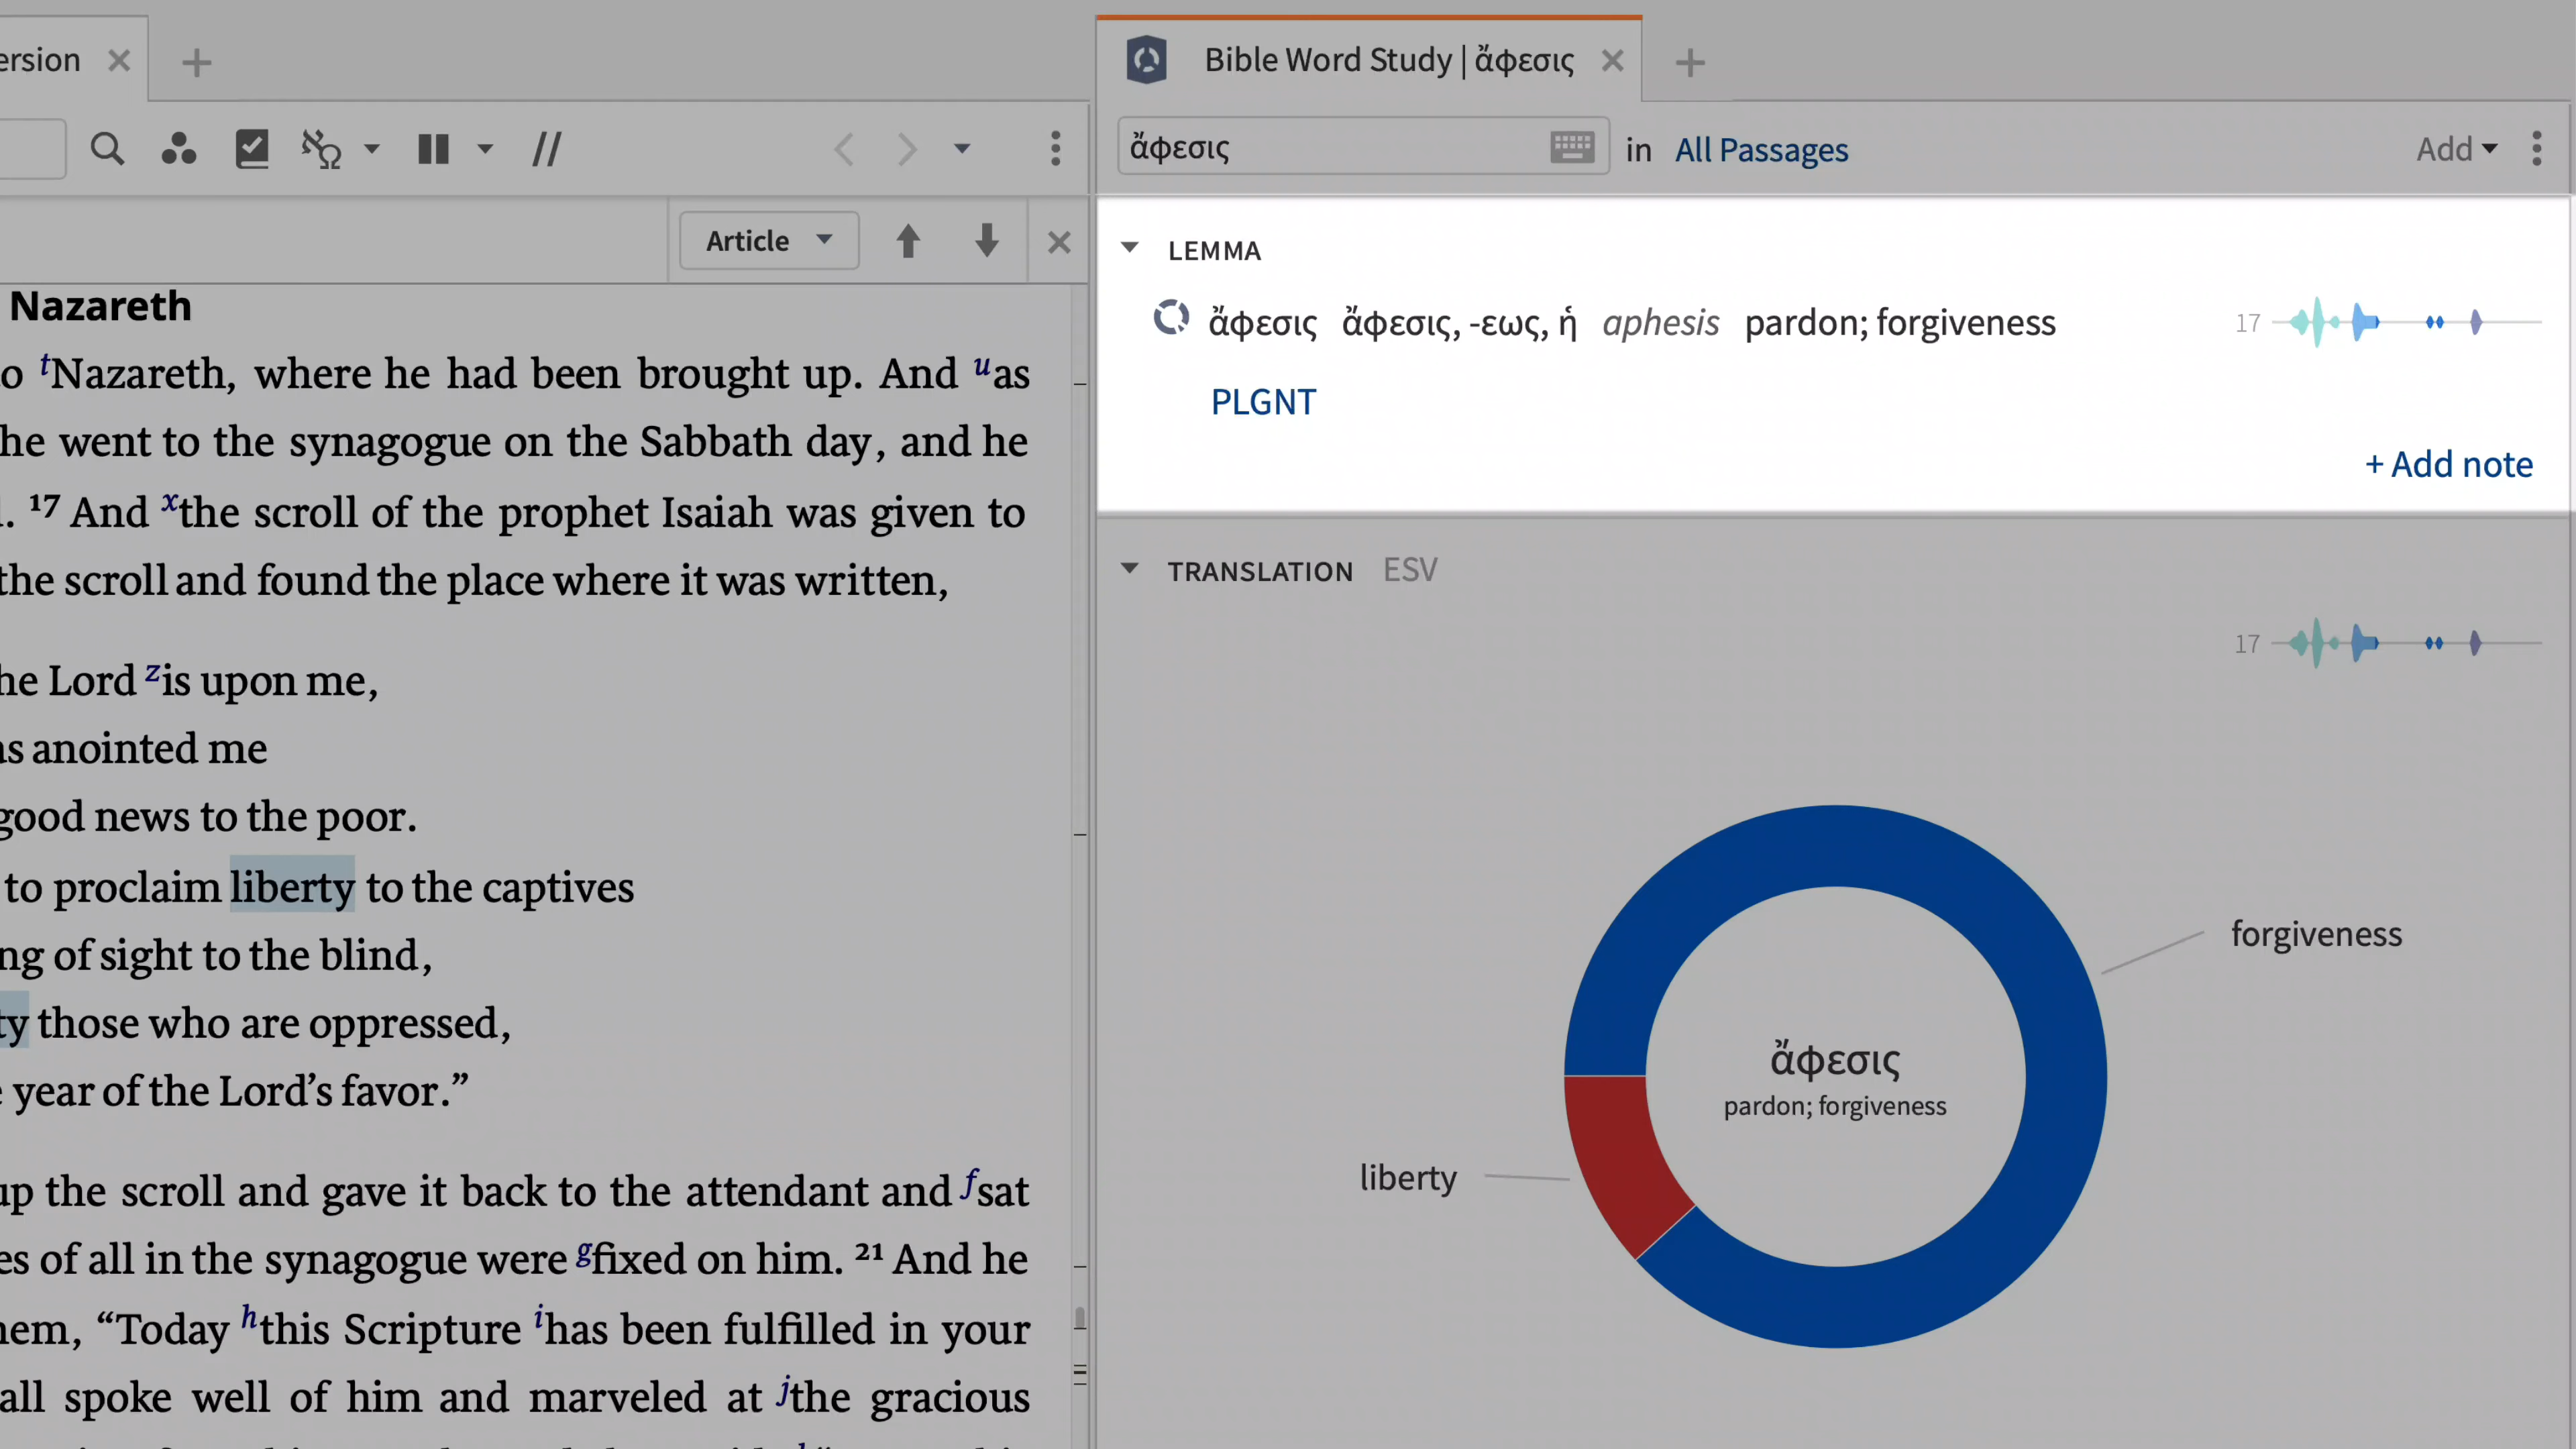 ersion
Bible Word Study | ἄφεσις
ἄφεσις in All Passages Add
Article
Nazareth
o tNazareth, where he had been brought up. And uas
he went to the synagogue on the Sabbath day, and he
. 17 And xthe scroll of the prophet Isaiah was given to
the scroll and found the place where it was written,
he Lord zis upon me,
as anointed me
good news to the poor.
to proclaim liberty to the captives
ng of sight to the blind,
ty those who are oppressed,
e year of the Lord’s favor.”
up the scroll and gave it back to the attendant and fsat
es of all in the synagogue were gfixed on him. 21 And he
hem, “Today hthis Scripture ihas been fulfilled in your
all spoke well of him and marveled at jthe gracious
LEMMA
ἄφεσις ἄφεσις, -εως, ἡ aphesis pardon; forgiveness 17
PLGNT
+ Add note
TRANSLATION ESV
17
forgiveness
ἄφεσις
pardon; forgiveness
liberty